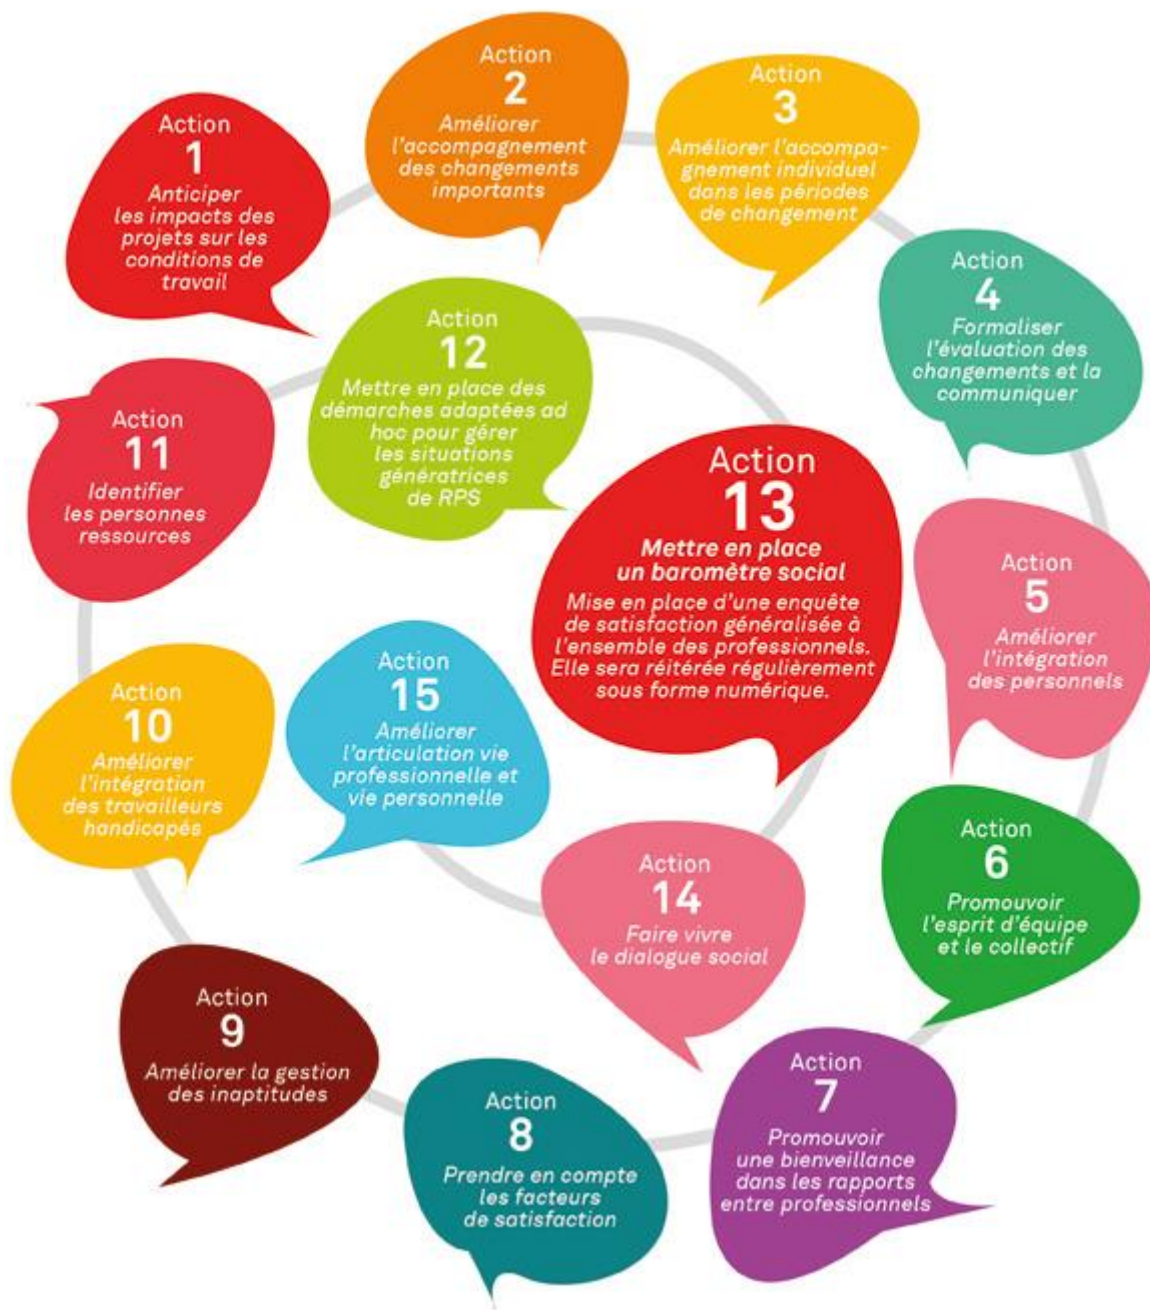 Action
1
Anticiper
les impacts des
projets sur les
conditions de
travail
Action
2
Améliorer
l'accompagnement
des changements
importants
Action
3
Améliorer l'accompa-
gnement individuel
dans les périodes
de changement
Action
4
Formaliser
l'évaluation des
changements et la
communiquer
Action
5
Améliorer
l'intégration
des personnels
Action
6
Promouvoir
l'esprit d'équipe
et le collectif
Action
7
Promouvoir
une bienveillance
dans les rapports
entre professionnels
Action
8
Prendre en compte
les facteurs
de satisfaction
Action
9
Améliorer la gestion
des inaptitudes
Action
10
Améliorer
l'intégration
des travailleurs
handicapés
Action
11
Identifier
les personnes
ressources
Action
12
Mettre en place des
démarches adaptées ad
hoc pour gérer
les situations
génératrices
de RPS
Action
13
Mettre en place
un baromètre social
Mise en place d'une enquête
de satisfaction généralisée à
l'ensemble des professionnels.
Elle sera réitérée régulièrement
sous forme numérique.
Action
14
Faire vivre
le dialogue social
Action
15
Améliorer
l'articulation vie
professionnelle et
vie personnelle